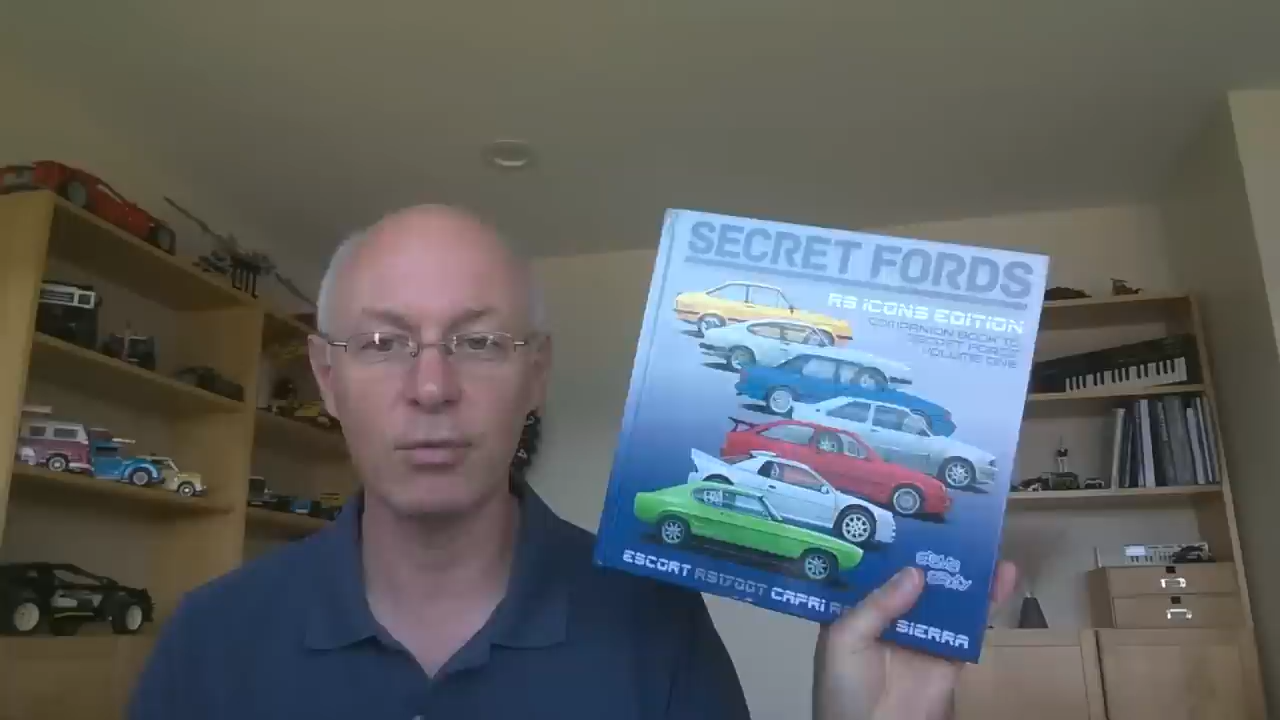 SECRET FORDS
RS ICONS EDITION
COMPANION BOOK TO
SECRET FORDS
VOLUME ONE
ESCORT RS1700T CAPRI
SIERRA